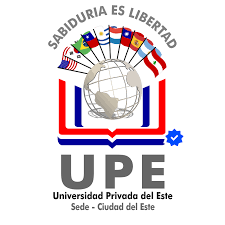 SABIDURIA ES LIBERTAD
UPE
Universidad Privada del Este
Sede - Ciudad del Este